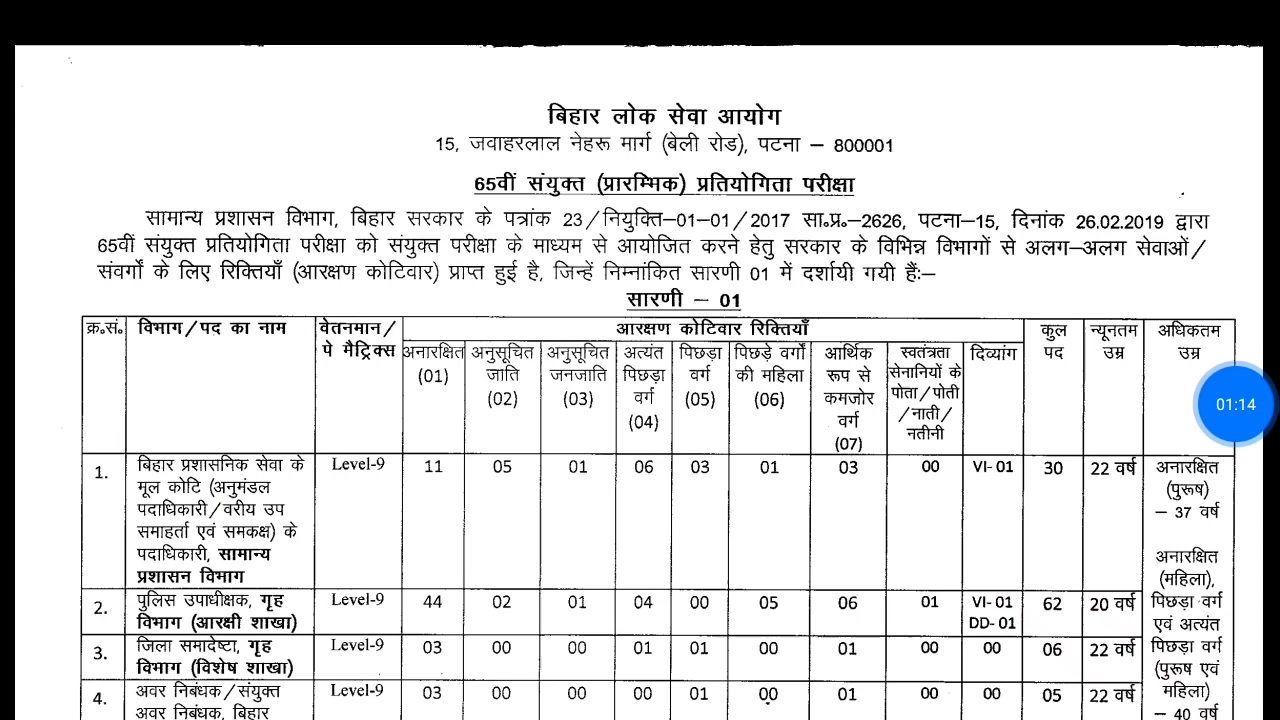 बिहार लोक सेवा आयोग
15, जवाहरलाल नेहरू मार्ग (बेली रोड), पटना – 800001
65वीं संयुक्त (प्रारम्भिक) प्रतियोगिता परीक्षा
सामान्य प्रशासन विभाग, बिहार सरकार के पत्रांक 23/नियुक्ति–01–01/2017 सा०प्र०–2626, पटना–15, दिनांक 26.02.2019 द्वारा
65वीं संयुक्त प्रतियोगिता परीक्षा को संयुक्त परीक्षा के माध्यम से आयोजित करने हेतु सरकार के विभिन्न विभागों से अलग–अलग सेवाओं/
संवर्गों के लिए रिक्तियाँ (आरक्षण कोटिवार) प्राप्त हुई है, जिन्हें निम्नांकित सारणी 01 में दर्शायी गयी हैः–
सारणी – 01
क्र०सं० विभाग/पद का नाम वेतनमान/ आरक्षण कोटिवार रिक्तियाँ कुल न्यूनतम अधिकतम
पे मैट्रिक्स अनारक्षित अनुसूचित अनुसूचित अत्यंत पिछड़ा पिछड़े वर्गों आर्थिक स्वतंत्रता दिव्यांग पद उम्र उम्र
(01) जाति जनजाति पिछड़ा वर्ग की महिला रूप से सेनानियों के
(02) (03) वर्ग (05) (06) कमजोर पोता/पोती
(04) वर्ग /नाती/
(07) नतीनी
01:14
1. बिहार प्रशासनिक सेवा के Level-9 11 05 01 06 03 01 03 00 VI- 01 30 22 वर्ष अनारक्षित
मूल कोटि (अनुमंडल (पुरूष)
पदाधिकारी/वरीय उप – 37 वर्ष
समाहर्ता एवं समकक्ष) के
पदाधिकारी, सामान्य अनारक्षित
प्रशासन विभाग (महिला),
2. पुलिस उपाधीक्षक, गृह Level-9 44 02 01 04 00 05 06 01 VI- 01 62 20 वर्ष पिछड़ा वर्ग
विभाग (आरक्षी शाखा) DD- 01 एवं अत्यंत
3. जिला समादेष्टा, गृह Level-9 03 00 00 01 01 00 01 00 00 06 22 वर्ष पिछड़ा वर्ग
विभाग (विशेष शाखा) (पुरूष एवं
4. अवर निबंधक/संयुक्त Level-9 03 00 00 00 01 00 01 00 00 05 22 वर्ष महिला)
अवर निबंधक, बिहार – 40 वर्ष